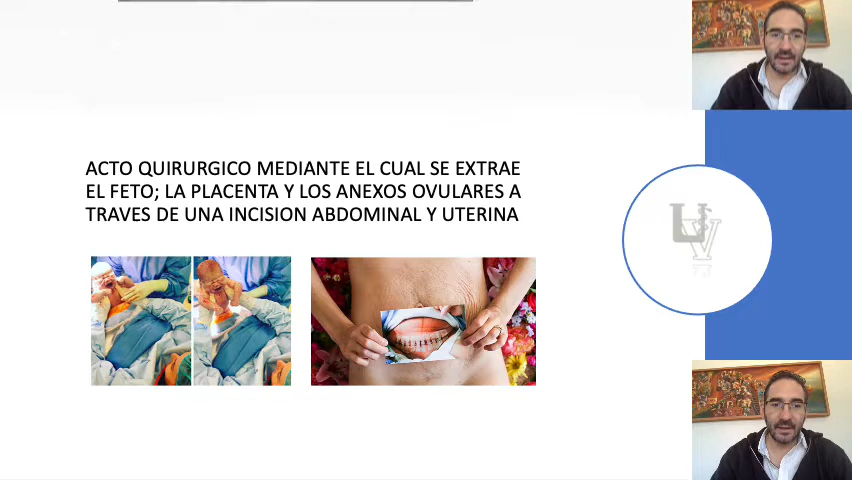 ACTO QUIRURGICO MEDIANTE EL CUAL SE EXTRAE
EL FETO; LA PLACENTA Y LOS ANEXOS OVULARES A
TRAVES DE UNA INCISION ABDOMINAL Y UTERINA
UV